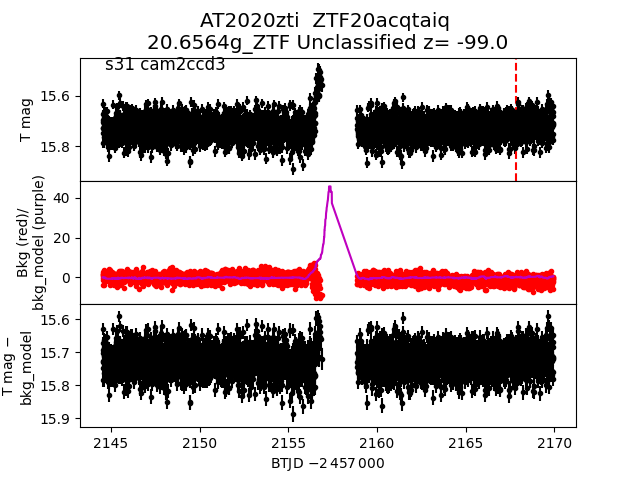 AT2020zti  ZTF20acqtaiq
20.6564g_ZTF Unclassified z= -99.0
s31 cam2ccd3
T mag
15.6
15.8
Bkg (red)/
bkg_model (purple)
40
20
0
T mag −
bkg_model
15.6
15.7
15.8
15.9
2145
2150
2155
2160
2165
2170
BTJD −2 457 000